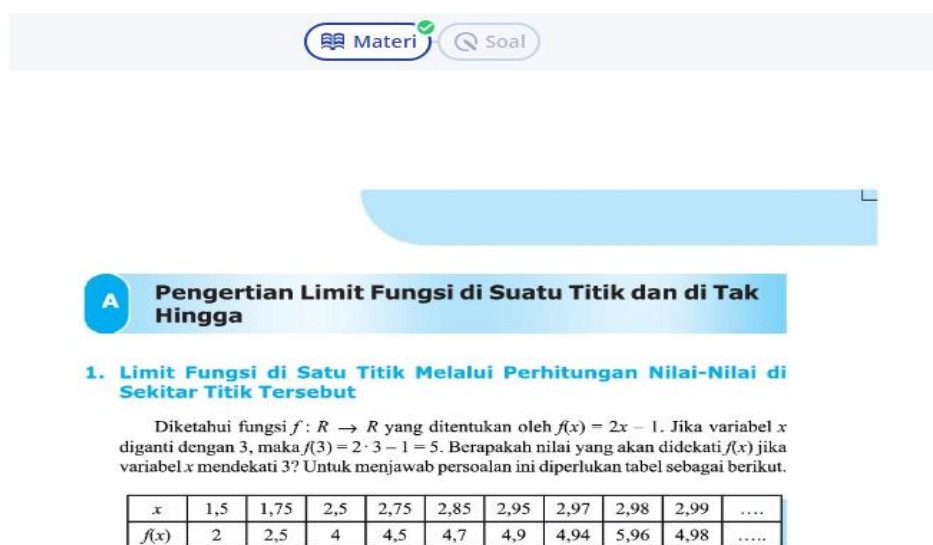 Materi Soal
A
Pengertian Limit Fungsi di Suatu Titik dan di Tak
Hingga
1. Limit Fungsi di Satu Titik Melalui Perhitungan Nilai-Nilai di
Sekitar Titik Tersebut
Diketahui fungsi f : R → R yang ditentukan oleh f(x) = 2x – 1. Jika variabel x
diganti dengan 3, maka f(3) = 2 · 3 – 1 = 5. Berapakah nilai yang akan didekati f(x) jika
variabel x mendekati 3? Untuk menjawab persoalan ini diperlukan tabel sebagai berikut.
x 1,5 1,75 2,5 2,75 2,85 2,95 2,97 2,98 2,99 ....
f(x) 2 2,5 4 4,5 4,7 4,9 4,94 5,96 4,98 .....